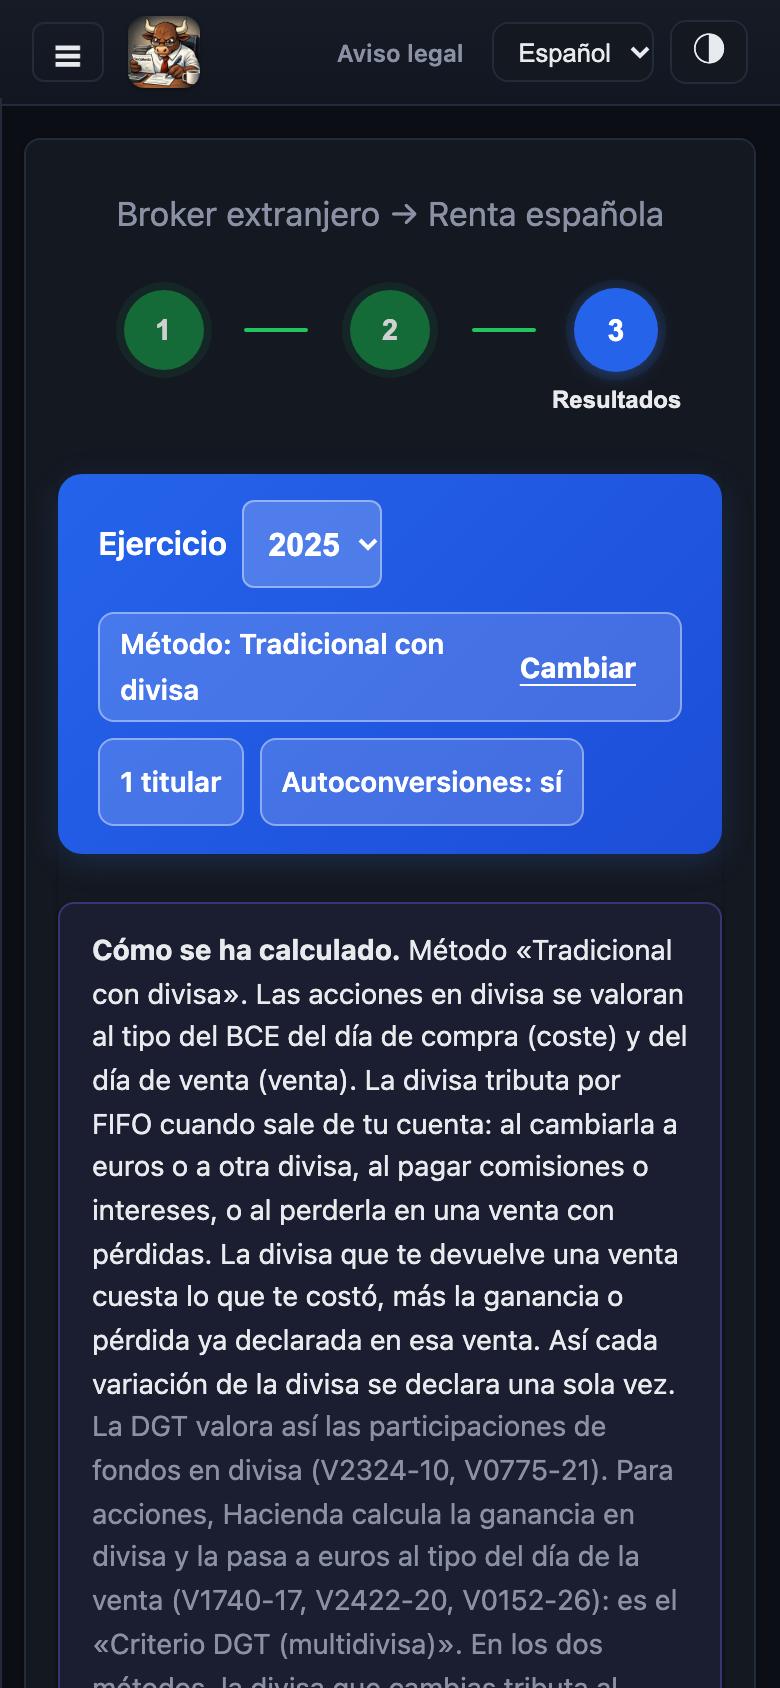 Aviso legal
Español
Broker extranjero → Renta española
1
2
3
Resultados
Ejercicio
2025
Método: Tradicional con
divisa
Cambiar
1 titular
Autoconversiones: sí
Cómo se ha calculado. Método «Tradicional
con divisa». Las acciones en divisa se valoran
al tipo del BCE del día de compra (coste) y del
día de venta (venta). La divisa tributa por
FIFO cuando sale de tu cuenta: al cambiarla a
euros o a otra divisa, al pagar comisiones o
intereses, o al perderla en una venta con
pérdidas. La divisa que te devuelve una venta
cuesta lo que te costó, más la ganancia o
pérdida ya declarada en esa venta. Así cada
variación de la divisa se declara una sola vez.
La DGT valora así las participaciones de
fondos en divisa (V2324-10, V0775-21). Para
acciones, Hacienda calcula la ganancia en
divisa y la pasa a euros al tipo del día de la
venta (V1740-17, V2422-20, V0152-26): es el
«Criterio DGT (multidivisa)». En los dos
métodos, la divisa que cambias tributa al